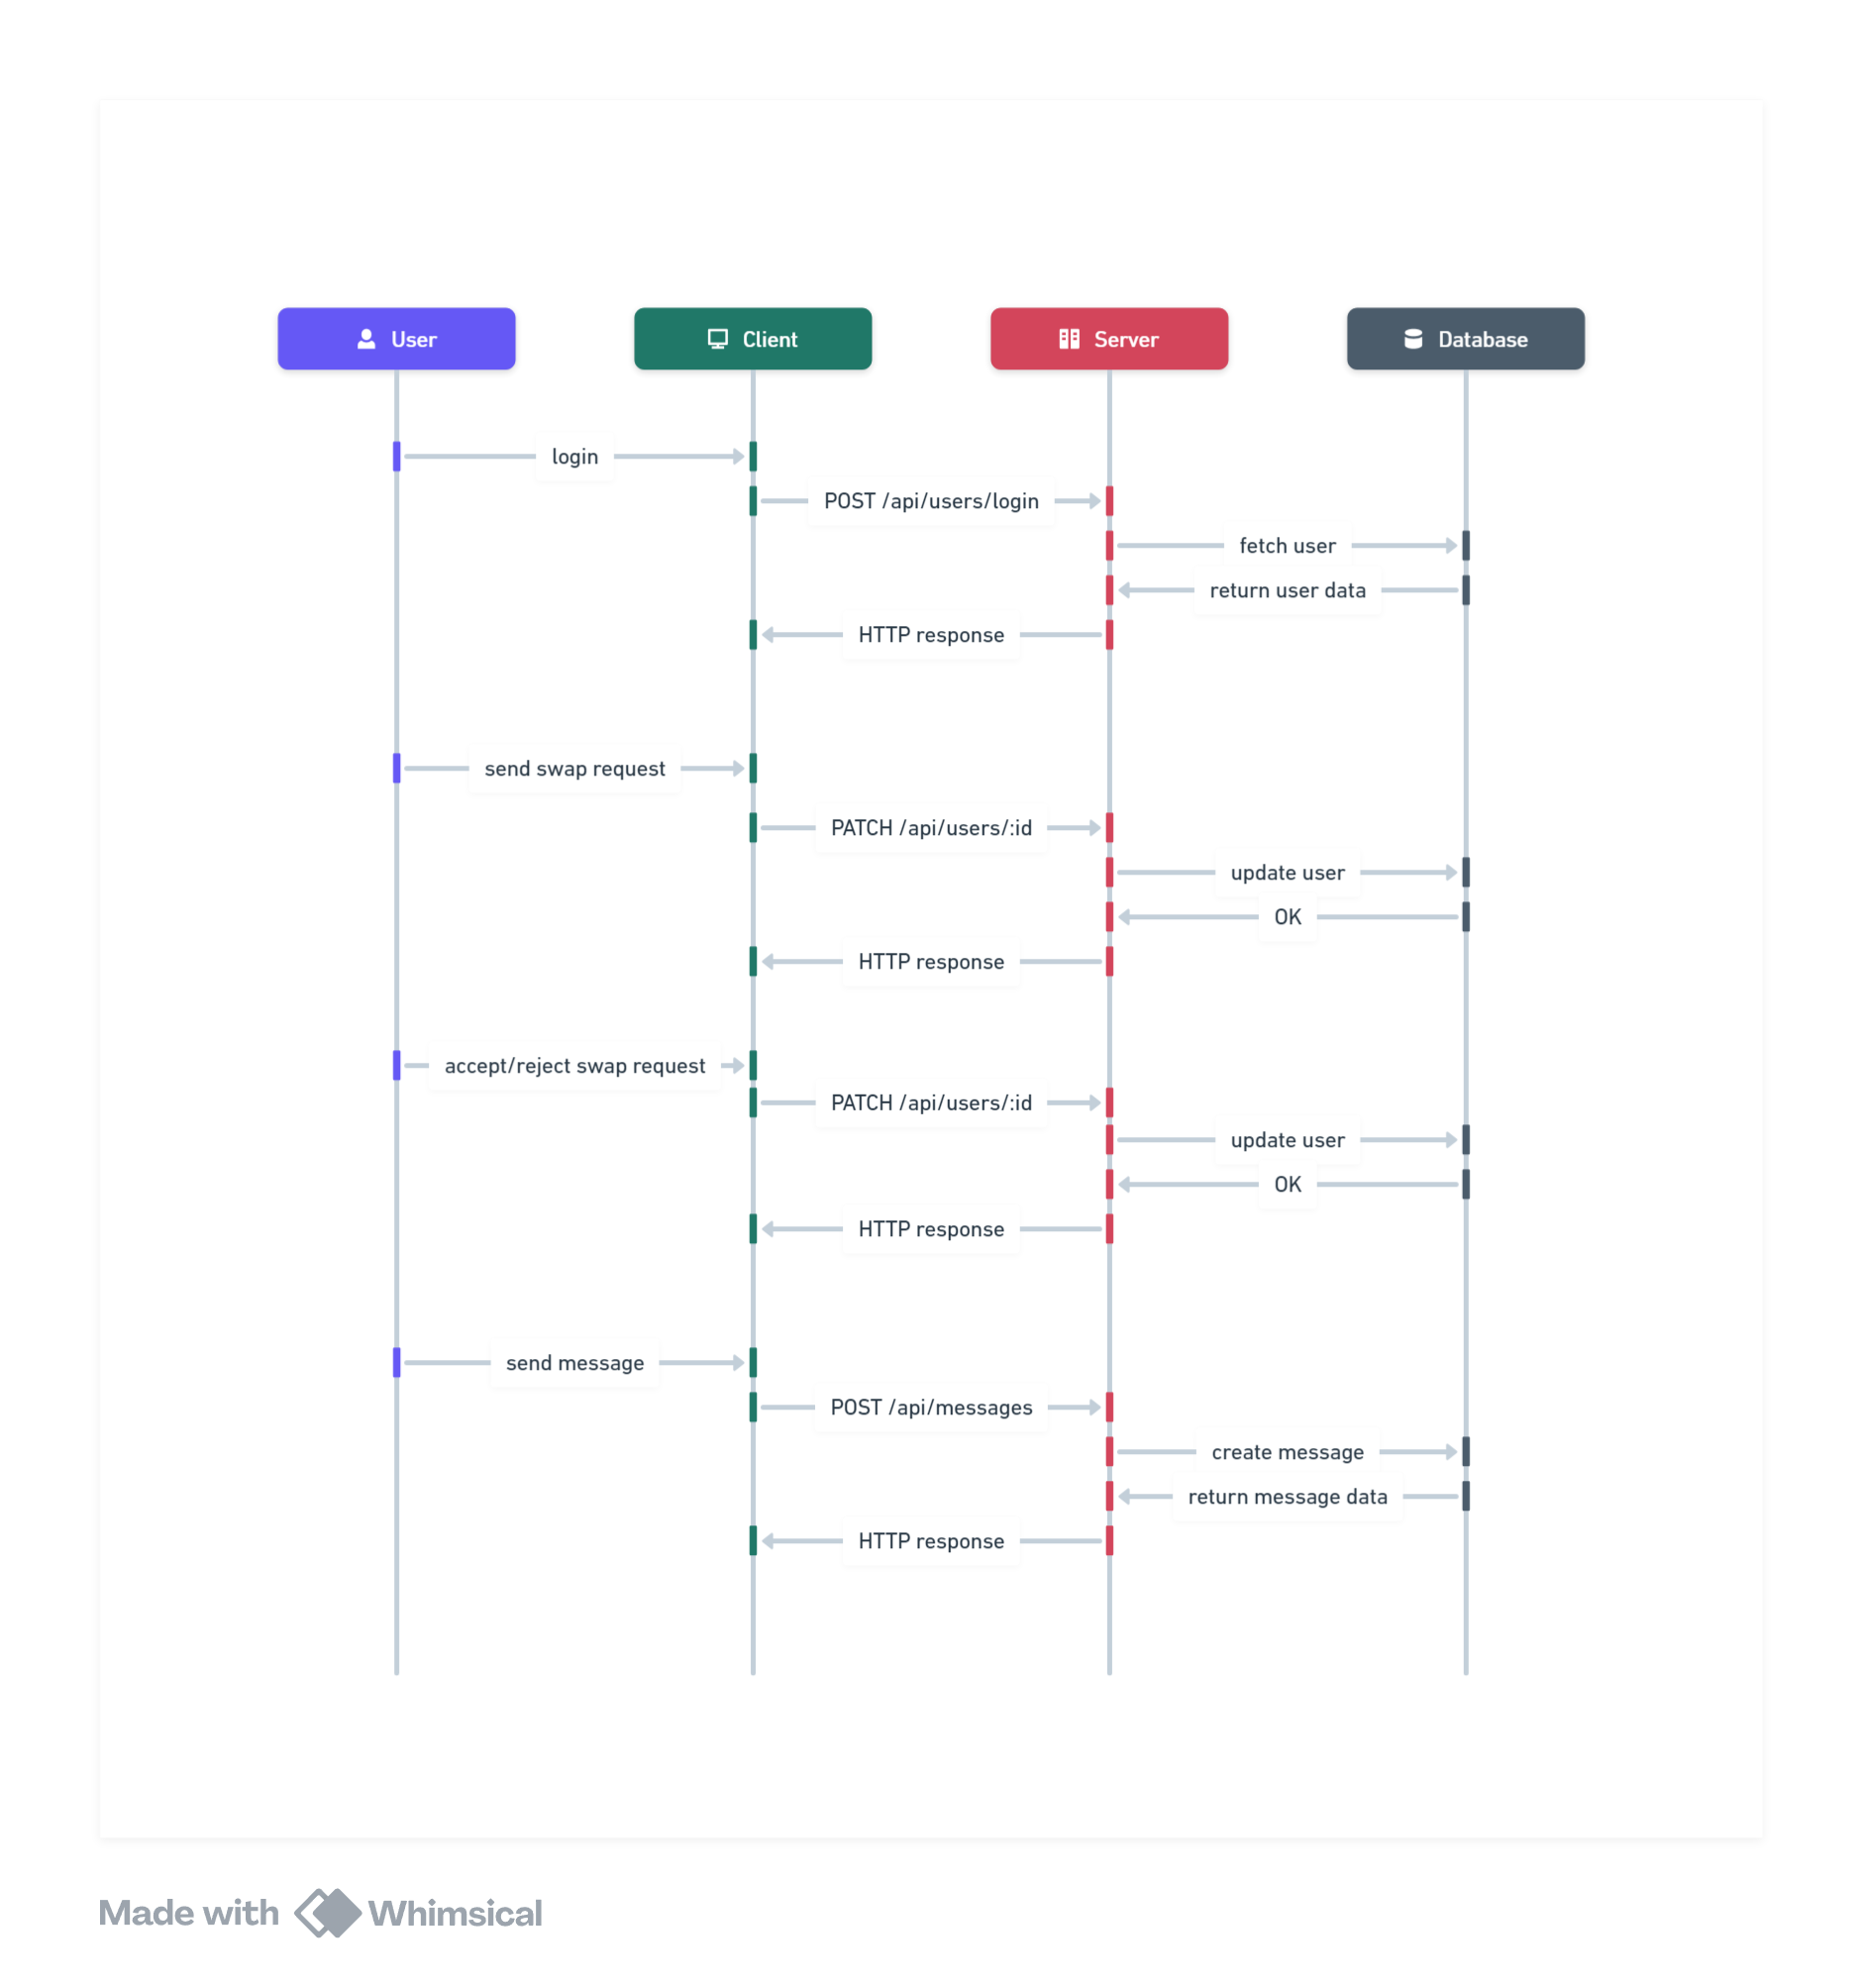 User
Client
Server
Database
login
POST /api/users/login
fetch user
return user data
HTTP response
send swap request
PATCH /api/users/:id
update user
OK
HTTP response
accept/reject swap request
PATCH /api/users/:id
update user
OK
HTTP response
send message
POST /api/messages
create message
return message data
HTTP response
Made with Whimsical